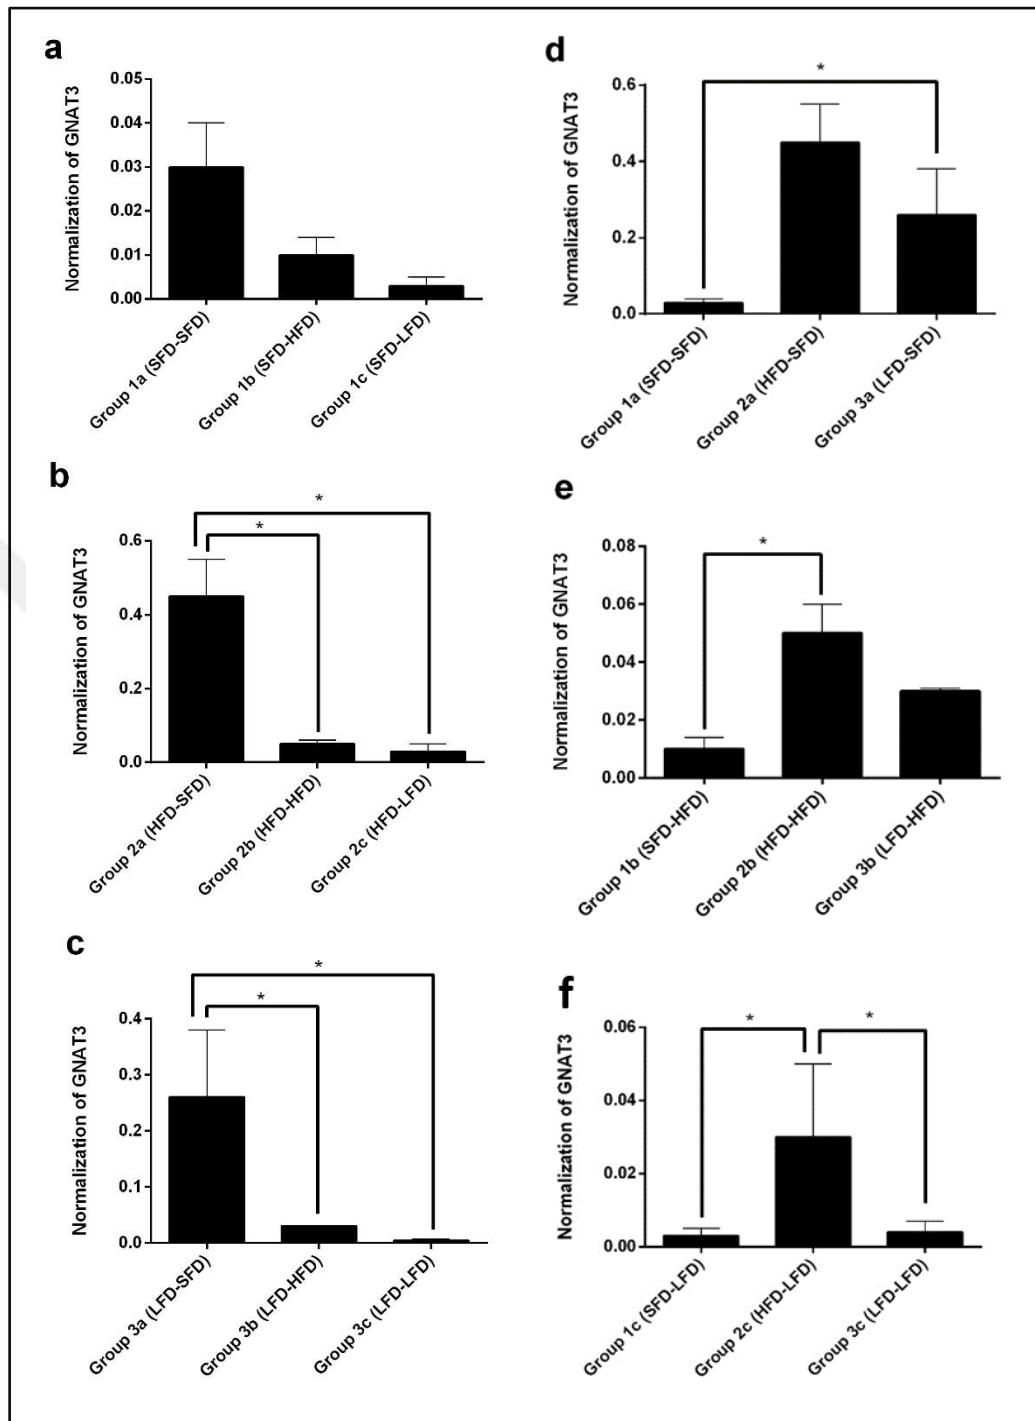 a
Normalization of GNAT3
0.05
0.04
0.03
0.02
0.01
0.00
Group 1a (SFD-SFD)
Group 1b (SFD-HFD)
Group 1c (SFD-LFD)
b
Normalization of GNAT3
*
*
0.6
0.4
0.2
0.0
Group 2a (HFD-SFD)
Group 2b (HFD-HFD)
Group 2c (HFD-LFD)
c
Normalization of GNAT3
*
*
0.4
0.3
0.2
0.1
0.0
Group 3a (LFD-SFD)
Group 3b (LFD-HFD)
Group 3c (LFD-LFD)
d
Normalization of GNAT3
*
0.6
0.4
0.2
0.0
Group 1a (SFD-SFD)
Group 2a (HFD-SFD)
Group 3a (LFD-SFD)
e
Normalization of GNAT3
*
0.08
0.06
0.04
0.02
0.00
Group 1b (SFD-HFD)
Group 2b (HFD-HFD)
Group 3b (LFD-HFD)
f
Normalization of GNAT3
*
*
0.06
0.04
0.02
0.00
Group 1c (SFD-LFD)
Group 2c (HFD-LFD)
Group 3c (LFD-LFD)